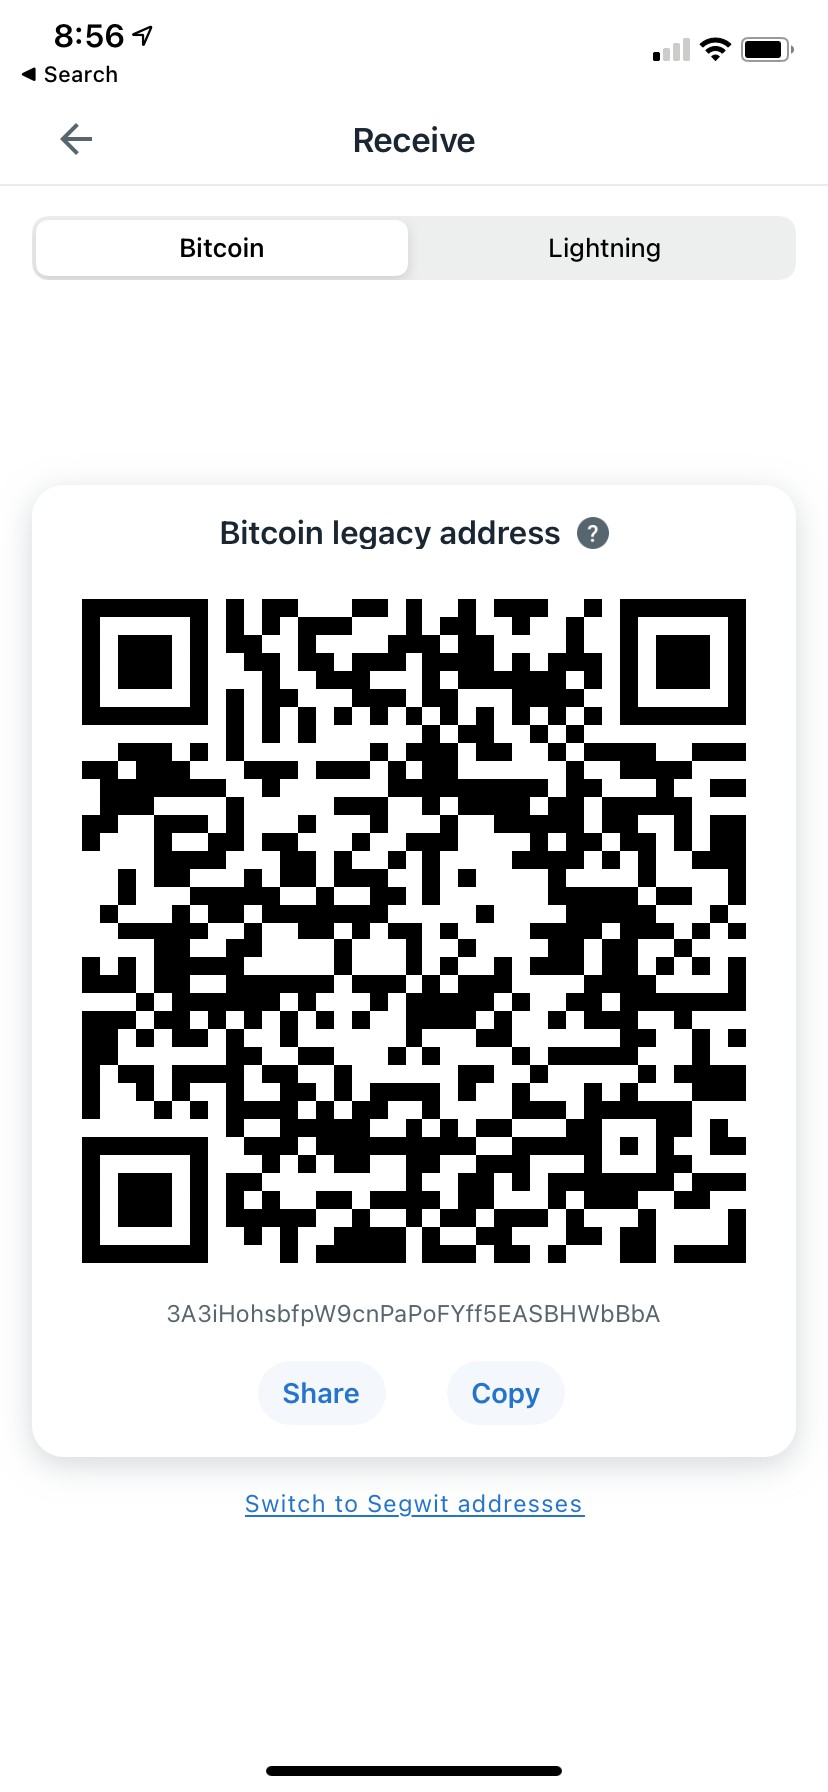 8:56
Search
Receive
Bitcoin
Lightning
Bitcoin legacy address ?
3A3iHohsbfpW9cnPaPoFYff5EASBHWbBbA
Share
Copy
Switch to Segwit addresses